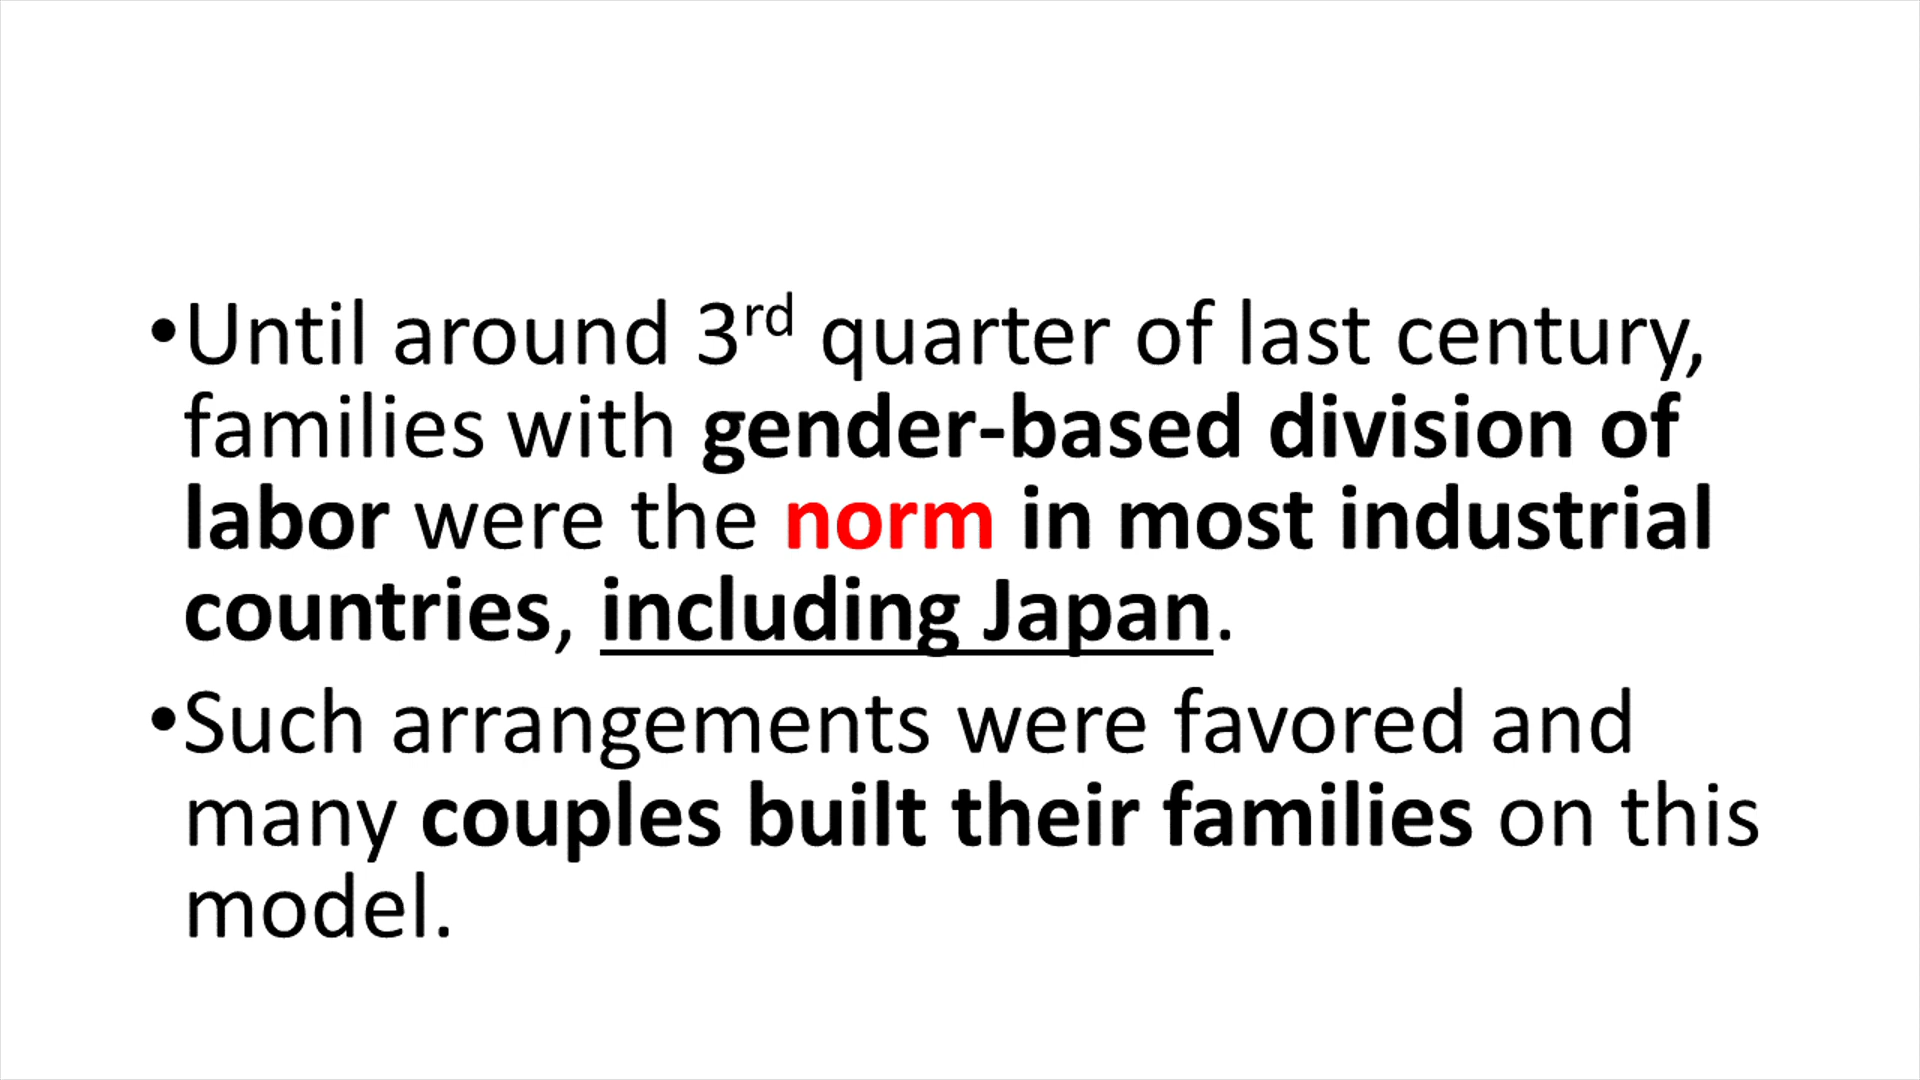 •Until around 3rd quarter of last century,
families with gender-based division of
labor were the norm in most industrial
countries, including Japan.
•Such arrangements were favored and
many couples built their families on this
model.